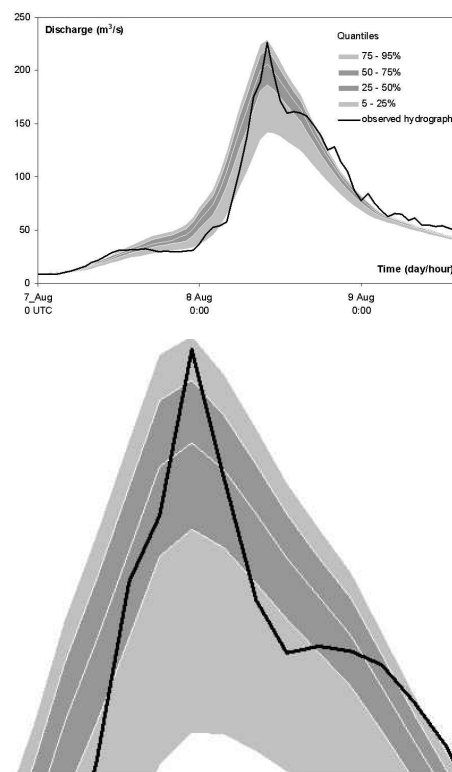 250
Discharge (m³/s)
Quantiles
75 - 95%
50 - 75%
25 - 50%
5 - 25%
observed hydrograph
200
150
100
50
0
Time (day/hour)
7_Aug
0 UTC
8 Aug
0:00
9 Aug
0:00